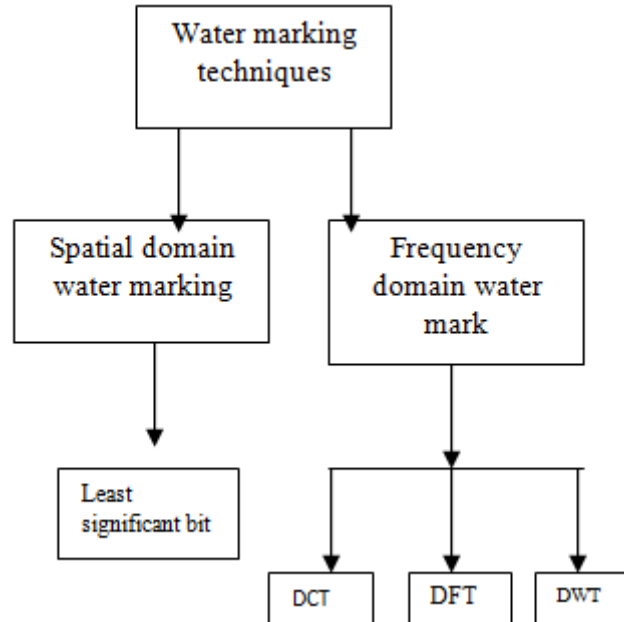 Water marking
techniques
Spatial domain
water marking
Frequency
domain water
mark
Least
significant bit
DCT
DFT
DWT